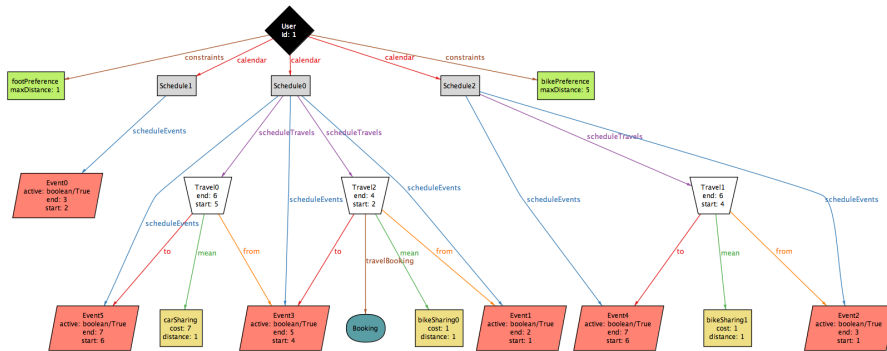 User
id: 1
constraints
calendar
calendar
calendar
constraints
footPreference
maxDistance: 1
Schedule1
Schedule0
Schedule2
bikePreference
maxDistance: 5
scheduleEvents
scheduleTravels
scheduleTravels
scheduleTravels
Event0
active: boolean/True
end: 3
start: 2
Travel0
end: 6
start: 5
Travel2
end: 4
start: 2
Travel1
end: 6
start: 4
scheduleEvents
scheduleEvents
scheduleEvents
scheduleEvents
scheduleEvents
to
mean
from
to
travelBooking
mean
from
to
mean
from
Event5
active: boolean/True
end: 7
start: 6
carSharing
cost: 7
distance: 1
Event3
active: boolean/True
end: 5
start: 4
Booking
bikeSharing0
cost: 1
distance: 1
Event1
active: boolean/True
end: 2
start: 1
Event4
active: boolean/True
end: 7
start: 6
bikeSharing1
cost: 1
distance: 1
Event2
active: boolean/True
end: 3
start: 1